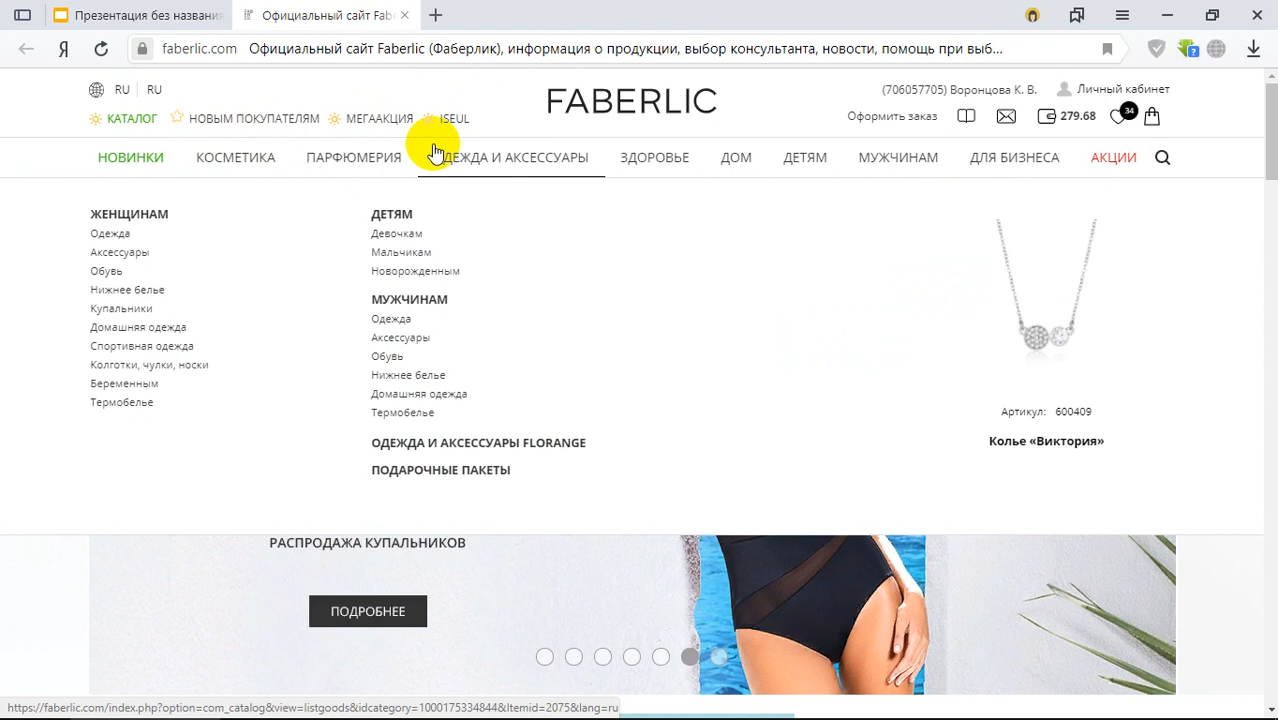 Презентация без названи
Официальный сайт Fab
faberlic.com Официальный сайт Faberlic (Фаберлик), информация о продукции, выбор консультанта, новости, помощь при выб...
RU RU
FABERLIC
(706057705) Воронцова К. В. Личный кабинет
КАТАЛОГ НОВЫМ ПОКУПАТЕЛЯМ МЕГААКЦИЯ ISEUL
Оформить заказ 279.68 34
НОВИНКИ КОСМЕТИКА ПАРФЮМЕРИЯ ОДЕЖДА И АКСЕССУАРЫ ЗДОРОВЬЕ ДОМ ДЕТЯМ МУЖЧИНАМ ДЛЯ БИЗНЕСА АКЦИИ
ЖЕНЩИНАМ
Одежда
Аксессуары
Обувь
Нижнее белье
Купальники
Домашняя одежда
Спортивная одежда
Колготки, чулки, носки
Беременным
Термобелье
ДЕТЯМ
Девочкам
Мальчикам
Новорожденным
МУЖЧИНАМ
Одежда
Аксессуары
Обувь
Нижнее белье
Домашняя одежда
Термобелье
ОДЕЖДА И АКСЕССУАРЫ FLORANGE
ПОДАРОЧНЫЕ ПАКЕТЫ
Артикул: 600409
Колье «Виктория»
РАСПРОДАЖА КУПАЛЬНИКОВ
ПОДРОБНЕЕ
https://faberlic.com/index.php?option=com_catalog&view=listgoods&idcategory=1000175334844&Itemid=2075&lang=ru